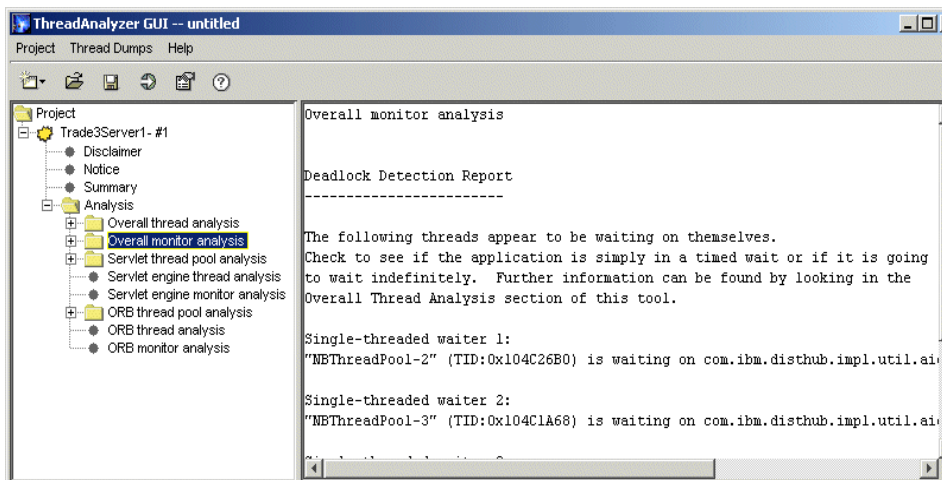 ThreadAnalyzer GUI -- untitled
Project Thread Dumps Help
Project
Trade3Server1- #1
Disclaimer
Notice
Summary
Analysis
Overall thread analysis
Overall monitor analysis
Servlet thread pool analysis
Servlet engine thread analysis
Servlet engine monitor analysis
ORB thread pool analysis
ORB thread analysis
ORB monitor analysis
Overall monitor analysis
Deadlock Detection Report
-------------------------
The following threads appear to be waiting on themselves.
Check to see if the application is simply in a timed wait or if it is going
to wait indefinitely. Further information can be found by looking in the
Overall Thread Analysis section of this tool.
Single-threaded waiter 1:
"NBThreadPool-2" (TID:0x104C26B0) is waiting on com.ibm.disthub.impl.util.aio
Single-threaded waiter 2:
"NBThreadPool-3" (TID:0x104C1A68) is waiting on com.ibm.disthub.impl.util.aio